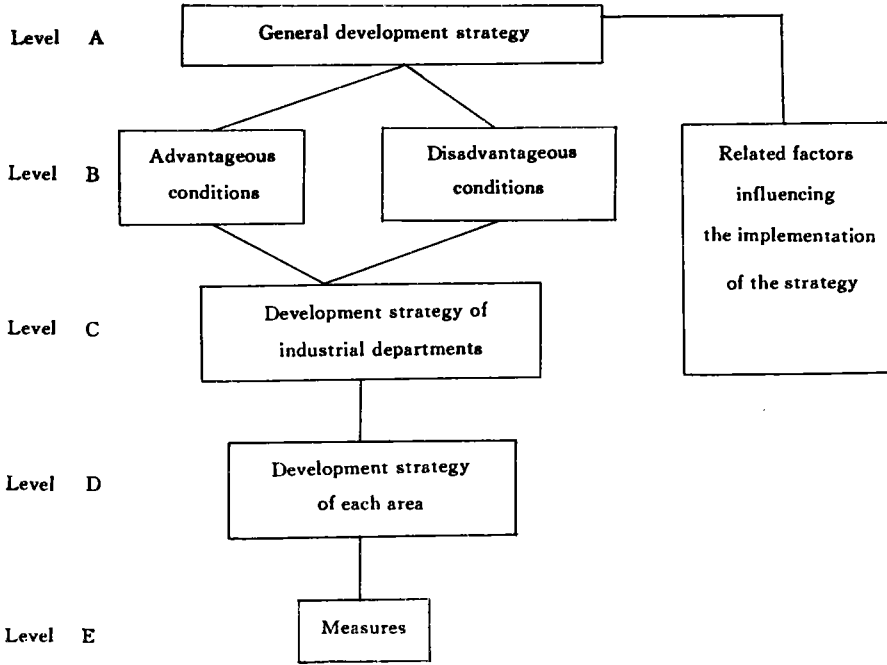 Level A
General development strategy
Level B
Advantageous
conditions
Disadvantageous
conditions
Related factors
influencing
the implementation
of the strategy
Level C
Development strategy of
industrial departments
Level D
Development strategy
of each area
Level E
Measures